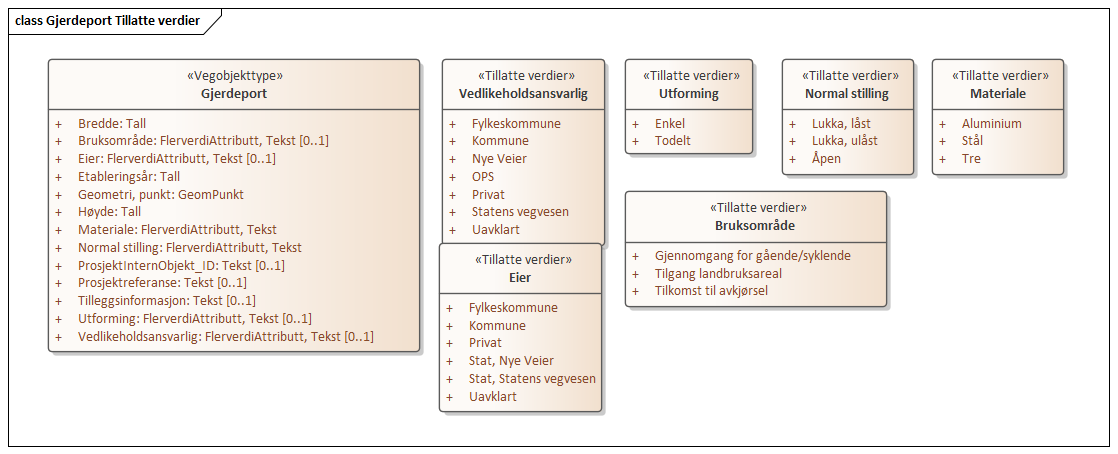 class Gjerdeport Tillatte verdier
«Vegobjekttype»
Gjerdeport
+ Bredde: Tall
+ Bruksområde: FlerverdiAttributt, Tekst [0..1]
+ Eier: FlerverdiAttributt, Tekst [0..1]
+ Etableringsår: Tall
+ Geometri, punkt: GeomPunkt
+ Høyde: Tall
+ Materiale: FlerverdiAttributt, Tekst
+ Normal stilling: FlerverdiAttributt, Tekst
+ ProsjektInternObjekt_ID: Tekst [0..1]
+ Prosjektreferanse: Tekst [0..1]
+ Tilleggsinformasjon: Tekst [0..1]
+ Utforming: FlerverdiAttributt, Tekst [0..1]
+ Vedlikeholdsansvarlig: FlerverdiAttributt, Tekst [0..1]
«Tillatte verdier»
Vedlikeholdsansvarlig
+ Fylkeskommune
+ Kommune
+ Nye Veier
+ OPS
+ Privat
+ Statens vegvesen
+ Uavklart
«Tillatte verdier»
Eier
+ Fylkeskommune
+ Kommune
+ Privat
+ Stat, Nye Veier
+ Stat, Statens vegvesen
+ Uavklart
«Tillatte verdier»
Utforming
+ Enkel
+ Todelt
«Tillatte verdier»
Normal stilling
+ Lukka, låst
+ Lukka, ulåst
+ Åpen
«Tillatte verdier»
Materiale
+ Aluminium
+ Stål
+ Tre
«Tillatte verdier»
Bruksområde
+ Gjennomgang for gående/syklende
+ Tilgang landbruksareal
+ Tilkomst til avkjørsel